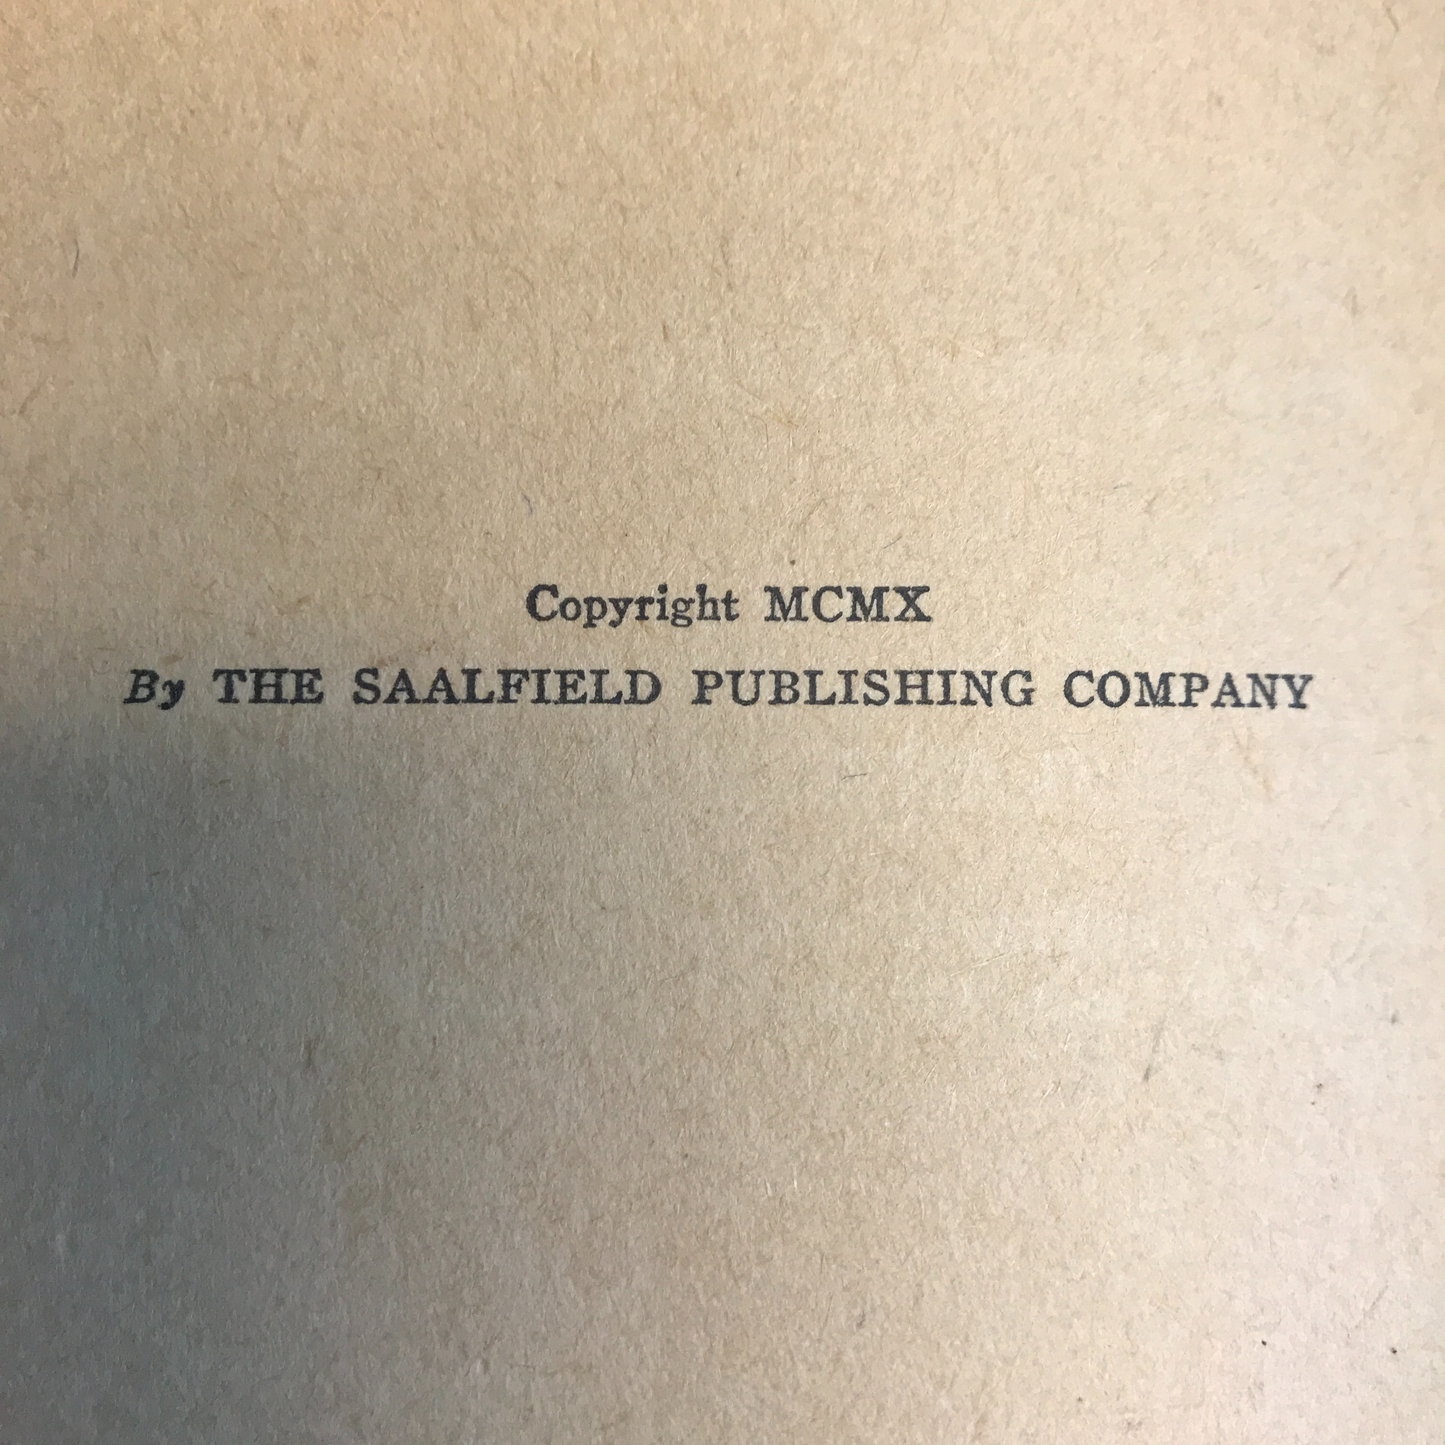 Copyright MCMX
By THE SAALFIELD PUBLISHING COMPANY